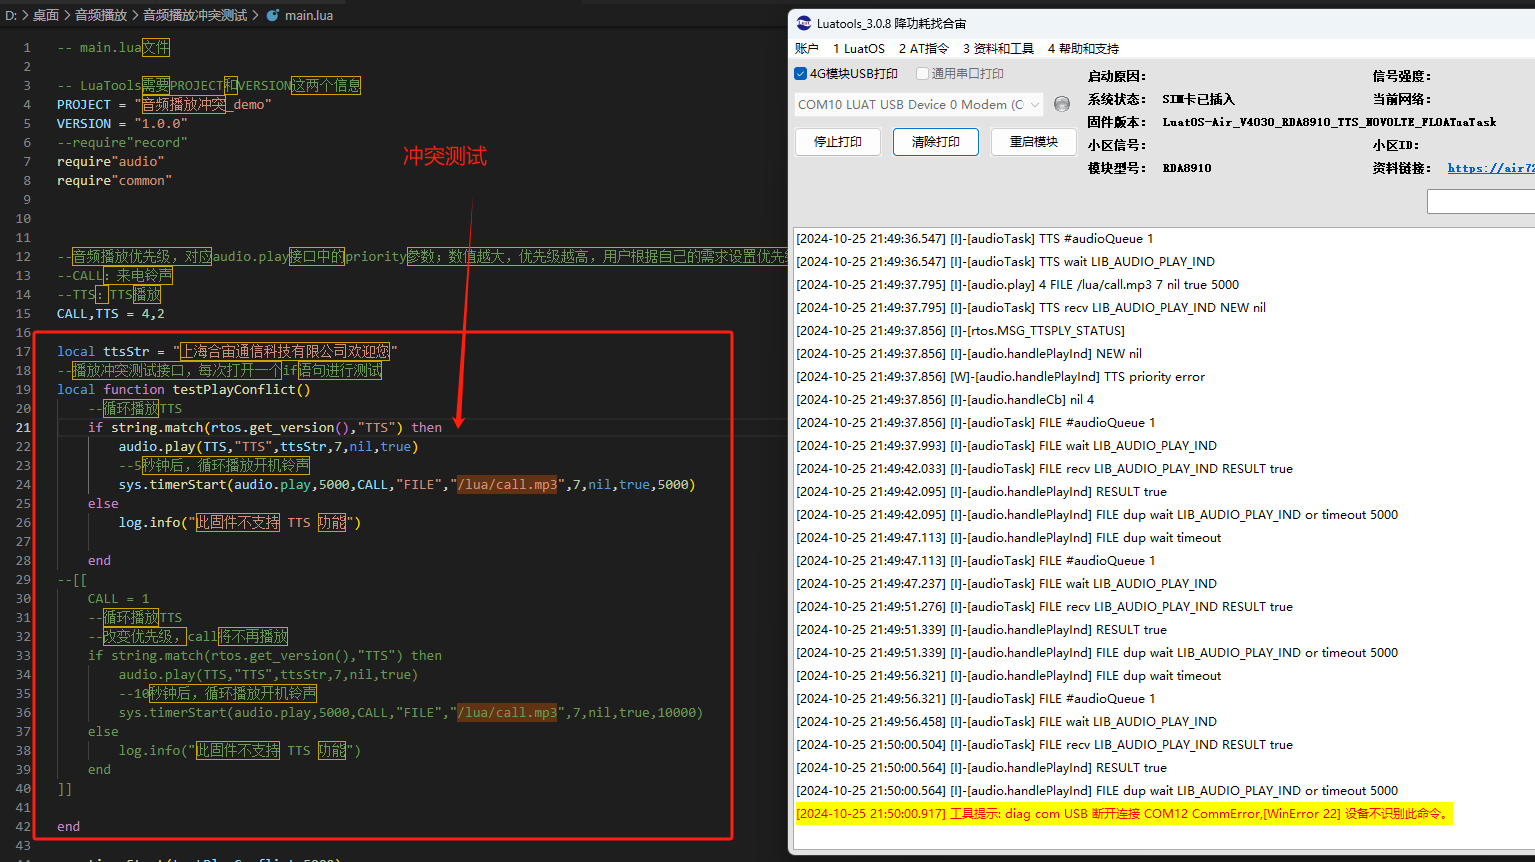 D: > 桌面 > 音频播放 > 音频播放冲突测试 > main.lua
1 -- main.lua文件
2
3 -- LuaTools需要PROJECT和VERSION这两个信息
4 PROJECT = "音频播放冲突_demo"
5 VERSION = "1.0.0"
6 --require"record"
7 require"audio"
8 require"common"
9
10
11
12 --音频播放优先级，对应audio.play接口中的priority参数；数值越大，优先级越高，用户根据自己的需求设置优先
13 --CALL：来电铃声
14 --TTS：TTS播放
15 CALL,TTS = 4,2
16
17 local ttsStr = "上海合宙通信科技有限公司欢迎您"
18 --播放冲突测试接口，每次打开一个if语句进行测试
19 local function testPlayConflict()
20 --循环播放TTS
21 if string.match(rtos.get_version(),"TTS") then
22 audio.play(TTS,"TTS",ttsStr,7,nil,true)
23 --5秒钟后，循环播放开机铃声
24 sys.timerStart(audio.play,5000,CALL,"FILE","/lua/call.mp3",7,nil,true,5000)
25 else
26 log.info("此固件不支持 TTS 功能")
27
28 end
29 --[[
30 CALL = 1
31 --循环播放TTS
32 --改变优先级，call将不再播放
33 if string.match(rtos.get_version(),"TTS") then
34 audio.play(TTS,"TTS",ttsStr,7,nil,true)
35 --10秒钟后，循环播放开机铃声
36 sys.timerStart(audio.play,5000,CALL,"FILE","/lua/call.mp3",7,nil,true,10000)
37 else
38 log.info("此固件不支持 TTS 功能")
39 end
40 ]]
41
42 end
43
冲突测试
Luatools_3.0.8 降功耗找合宙
账户 1 LuatOS 2 AT指令 3 资料和工具 4 帮助和支持
4G模块USB打印 通用串口打印
COM10 LUAT USB Device 0 Modem (C
停止打印 清除打印 重启模块
启动原因： 信号强度：
系统状态： SIM卡已插入 当前网络：
固件版本： LuatOS-Air_V4030_RDA8910_TTS_NOVOLTE_FLOATuaTask
小区信号： 小区ID：
模块型号： RDA8910 资料链接： https://air72
[2024-10-25 21:49:36.547] [I]-[audioTask] TTS #audioQueue 1
[2024-10-25 21:49:36.547] [I]-[audioTask] TTS wait LIB_AUDIO_PLAY_IND
[2024-10-25 21:49:37.795] [I]-[audio.play] 4 FILE /lua/call.mp3 7 nil true 5000
[2024-10-25 21:49:37.795] [I]-[audioTask] TTS recv LIB_AUDIO_PLAY_IND NEW nil
[2024-10-25 21:49:37.856] [I]-[rtos.MSG_TTSPLY_STATUS]
[2024-10-25 21:49:37.856] [I]-[audio.handlePlayInd] NEW nil
[2024-10-25 21:49:37.856] [W]-[audio.handlePlayInd] TTS priority error
[2024-10-25 21:49:37.856] [I]-[audio.handleCb] nil 4
[2024-10-25 21:49:37.856] [I]-[audioTask] FILE #audioQueue 1
[2024-10-25 21:49:37.993] [I]-[audioTask] FILE wait LIB_AUDIO_PLAY_IND
[2024-10-25 21:49:42.033] [I]-[audioTask] FILE recv LIB_AUDIO_PLAY_IND RESULT true
[2024-10-25 21:49:42.095] [I]-[audio.handlePlayInd] RESULT true
[2024-10-25 21:49:42.095] [I]-[audio.handlePlayInd] FILE dup wait LIB_AUDIO_PLAY_IND or timeout 5000
[2024-10-25 21:49:47.113] [I]-[audio.handlePlayInd] FILE dup wait timeout
[2024-10-25 21:49:47.113] [I]-[audioTask] FILE #audioQueue 1
[2024-10-25 21:49:47.237] [I]-[audioTask] FILE wait LIB_AUDIO_PLAY_IND
[2024-10-25 21:49:51.276] [I]-[audioTask] FILE recv LIB_AUDIO_PLAY_IND RESULT true
[2024-10-25 21:49:51.339] [I]-[audio.handlePlayInd] RESULT true
[2024-10-25 21:49:51.339] [I]-[audio.handlePlayInd] FILE dup wait LIB_AUDIO_PLAY_IND or timeout 5000
[2024-10-25 21:49:56.321] [I]-[audio.handlePlayInd] FILE dup wait timeout
[2024-10-25 21:49:56.321] [I]-[audioTask] FILE #audioQueue 1
[2024-10-25 21:49:56.458] [I]-[audioTask] FILE wait LIB_AUDIO_PLAY_IND
[2024-10-25 21:50:00.504] [I]-[audioTask] FILE recv LIB_AUDIO_PLAY_IND RESULT true
[2024-10-25 21:50:00.564] [I]-[audio.handlePlayInd] RESULT true
[2024-10-25 21:50:00.564] [I]-[audio.handlePlayInd] FILE dup wait LIB_AUDIO_PLAY_IND or timeout 5000
[2024-10-25 21:50:00.917] 工具提示: diag com USB 断开连接 COM12 CommError,[WinError 22] 设备不识别此命令。